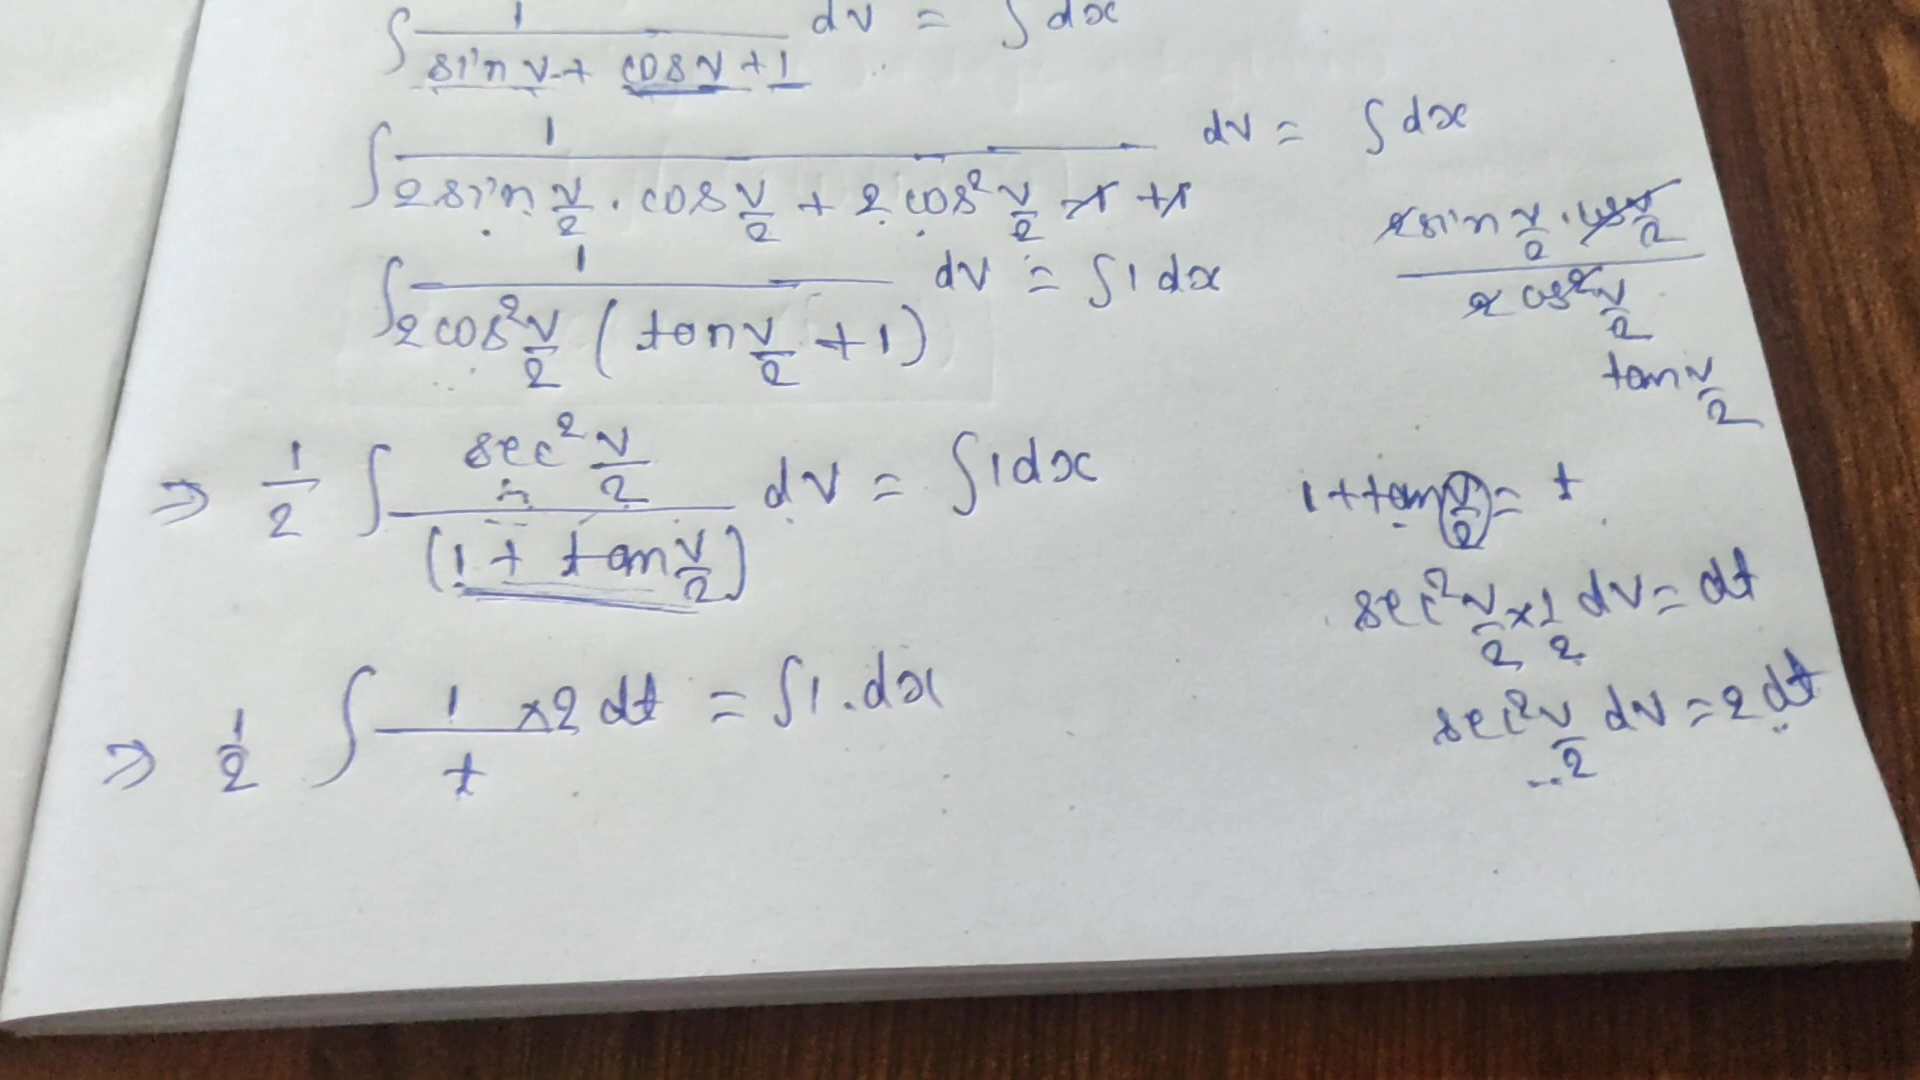 ∫ 1/(sin v + cos v + 1) dv = ∫ dx
∫ 1/(2 sin v/2 . cos v/2 + 2 cos² v/2 - 1 + 1) dv = ∫ dx
2 sin v/2 . cos v/2 / 2 cos² v/2
tan v/2
∫ 1/(2 cos² v/2 (tan v/2 + 1)) dv = ∫ 1 dx
⇒ 1/2 ∫ sec² v/2 / (1 + tan v/2) dv = ∫ 1 dx
1 + tan (v/2) = t
sec² v/2 × 1/2 dv = dt
sec² v/2 dv = 2 dt
⇒ 1/2 ∫ 1/t × 2 dt = ∫ 1 . dx